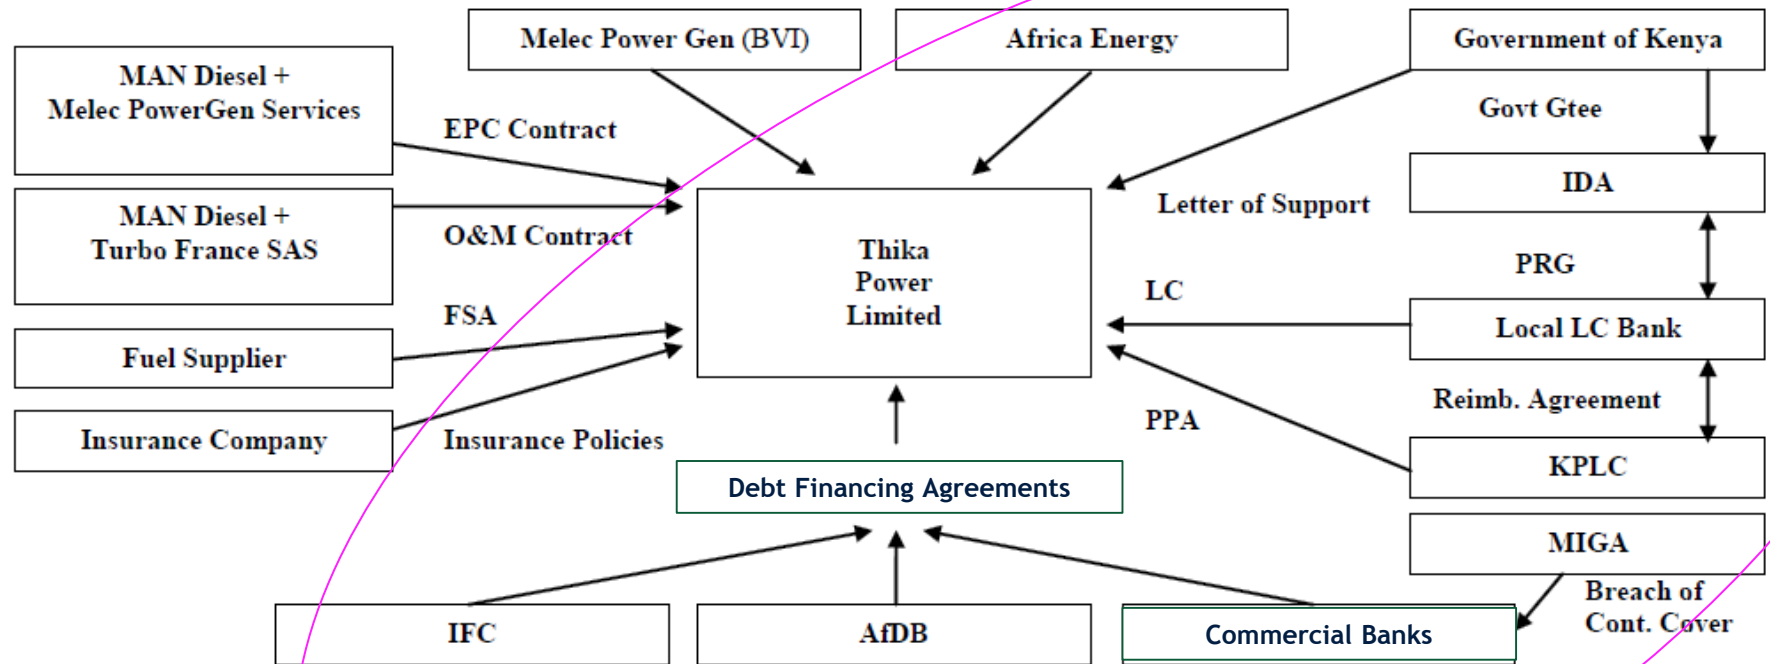 Melec Power Gen (BVI)
Africa Energy
Government of Kenya
MAN Diesel +
Melec PowerGen Services
EPC Contract
Govt Gtee
IDA
MAN Diesel +
Turbo France SAS
O&M Contract
Letter of Support
Thika
Power
Limited
PRG
FSA
LC
Local LC Bank
Fuel Supplier
Reimb. Agreement
Insurance Company
Insurance Policies
PPA
KPLC
Debt Financing Agreements
MIGA
Breach of
Cont. Cover
IFC
AfDB
Commercial Banks